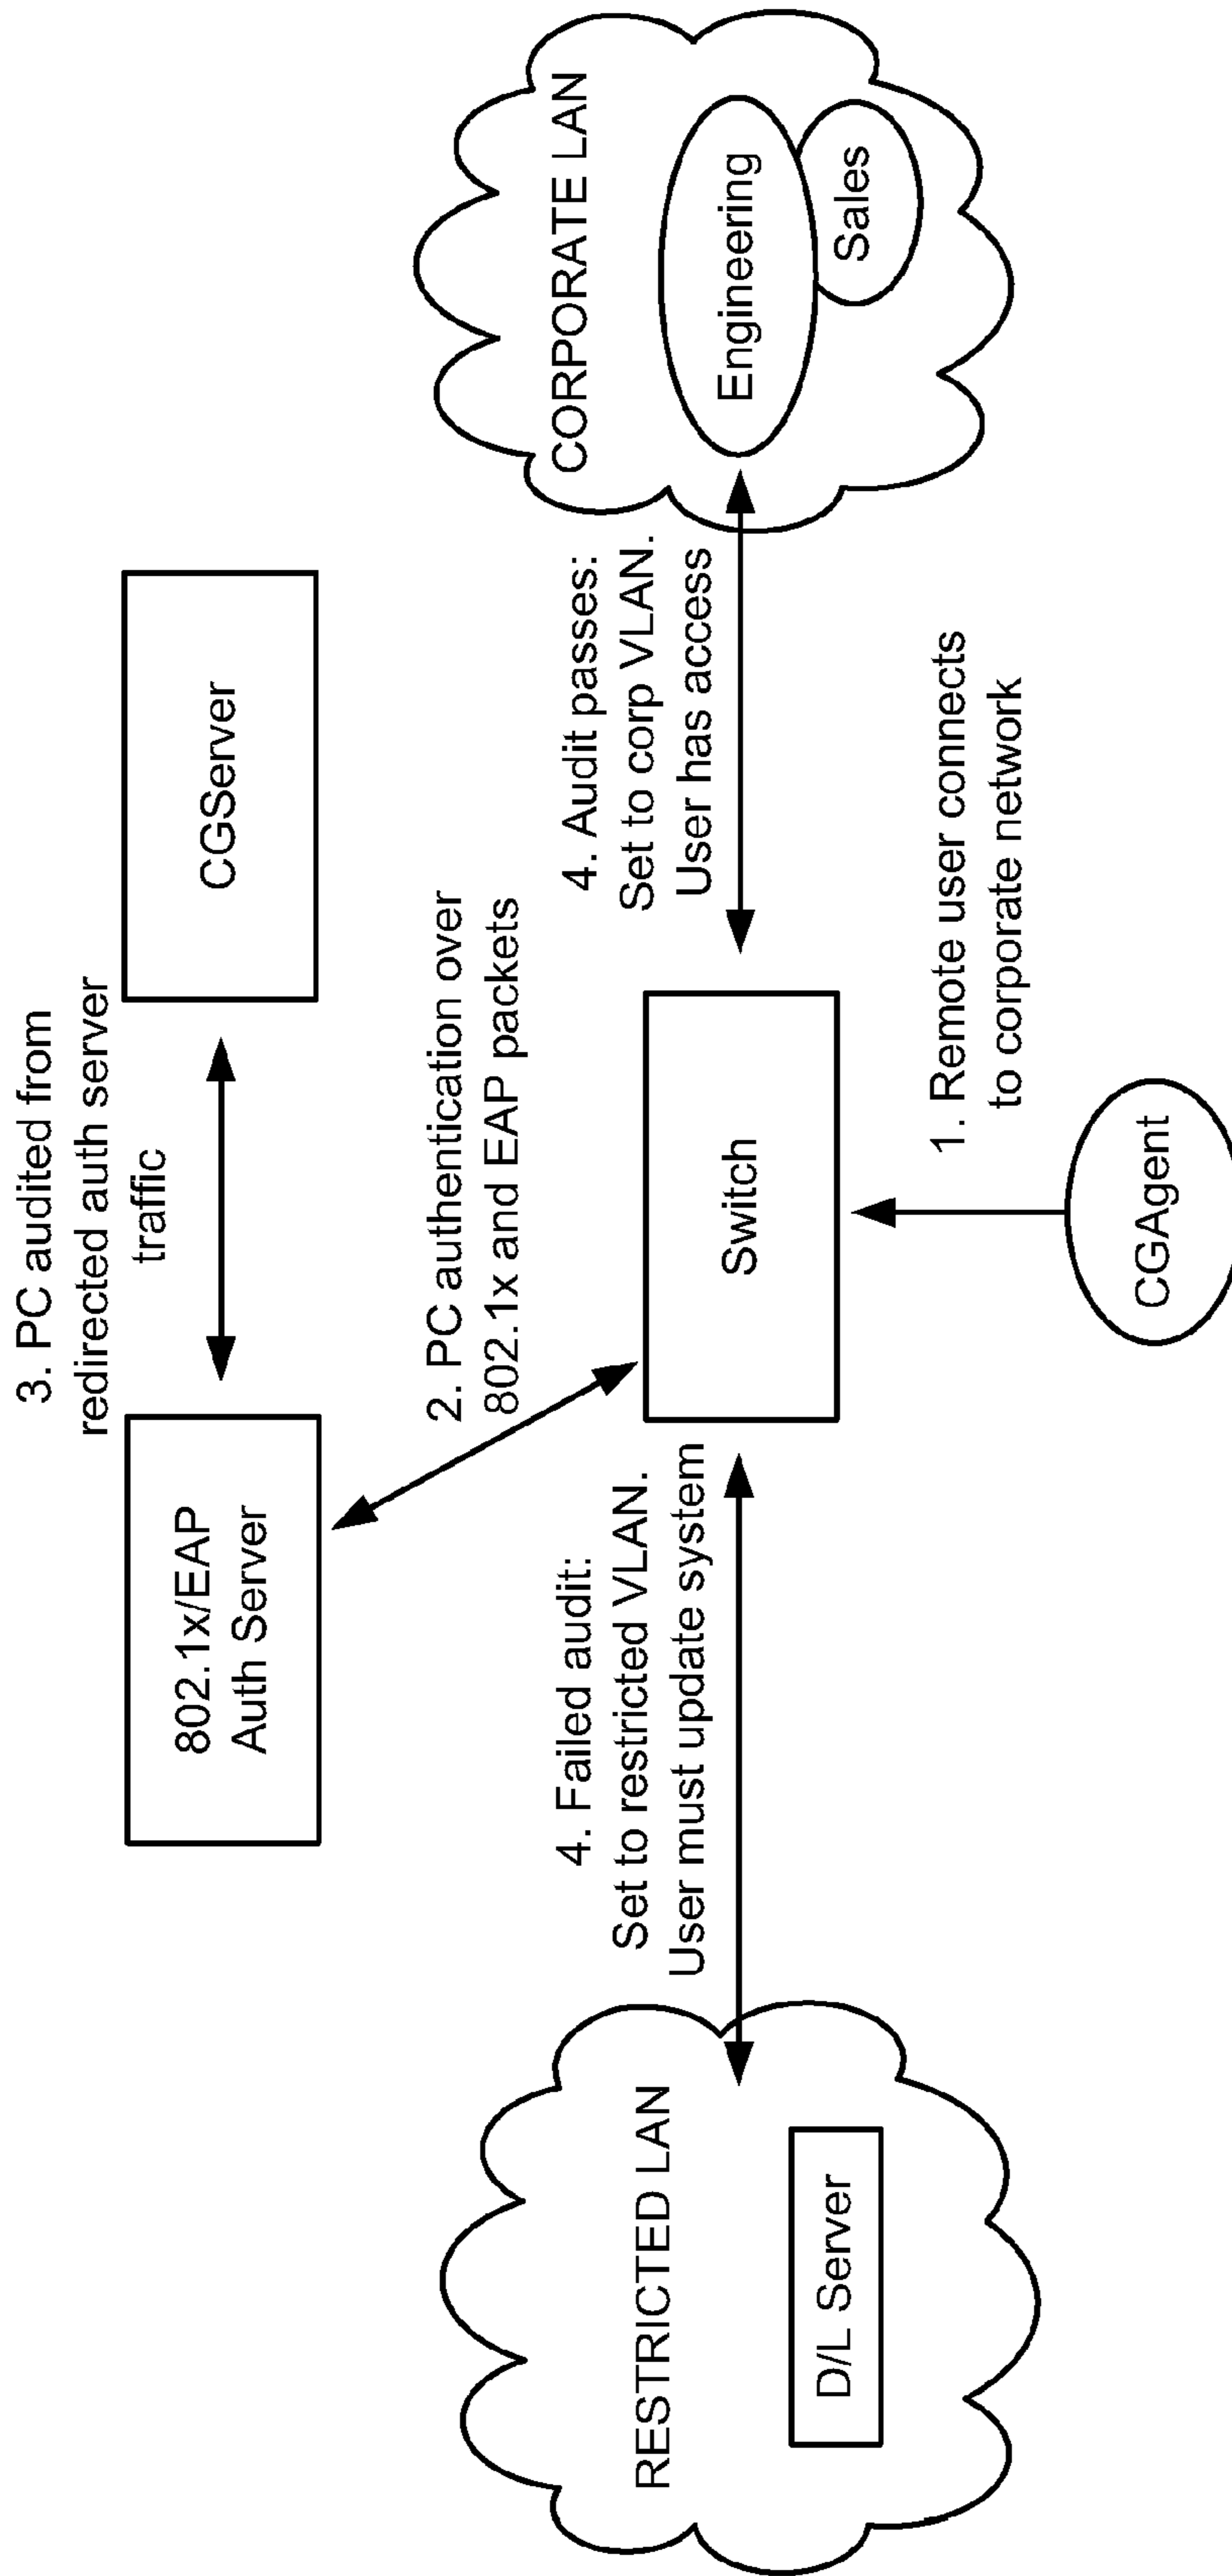 3. PC audited from
redirected auth server
traffic
802.1x/EAP
Auth Server
CGServer
2. PC authentication over
802.1x and EAP packets
4. Failed audit:
Set to restricted VLAN.
User must update system
4. Audit passes:
Set to corp VLAN.
User has access
RESTRICTED LAN
D/L Server
Switch
CORPORATE LAN
Engineering
Sales
1. Remote user connects
to corporate network
CGAgent